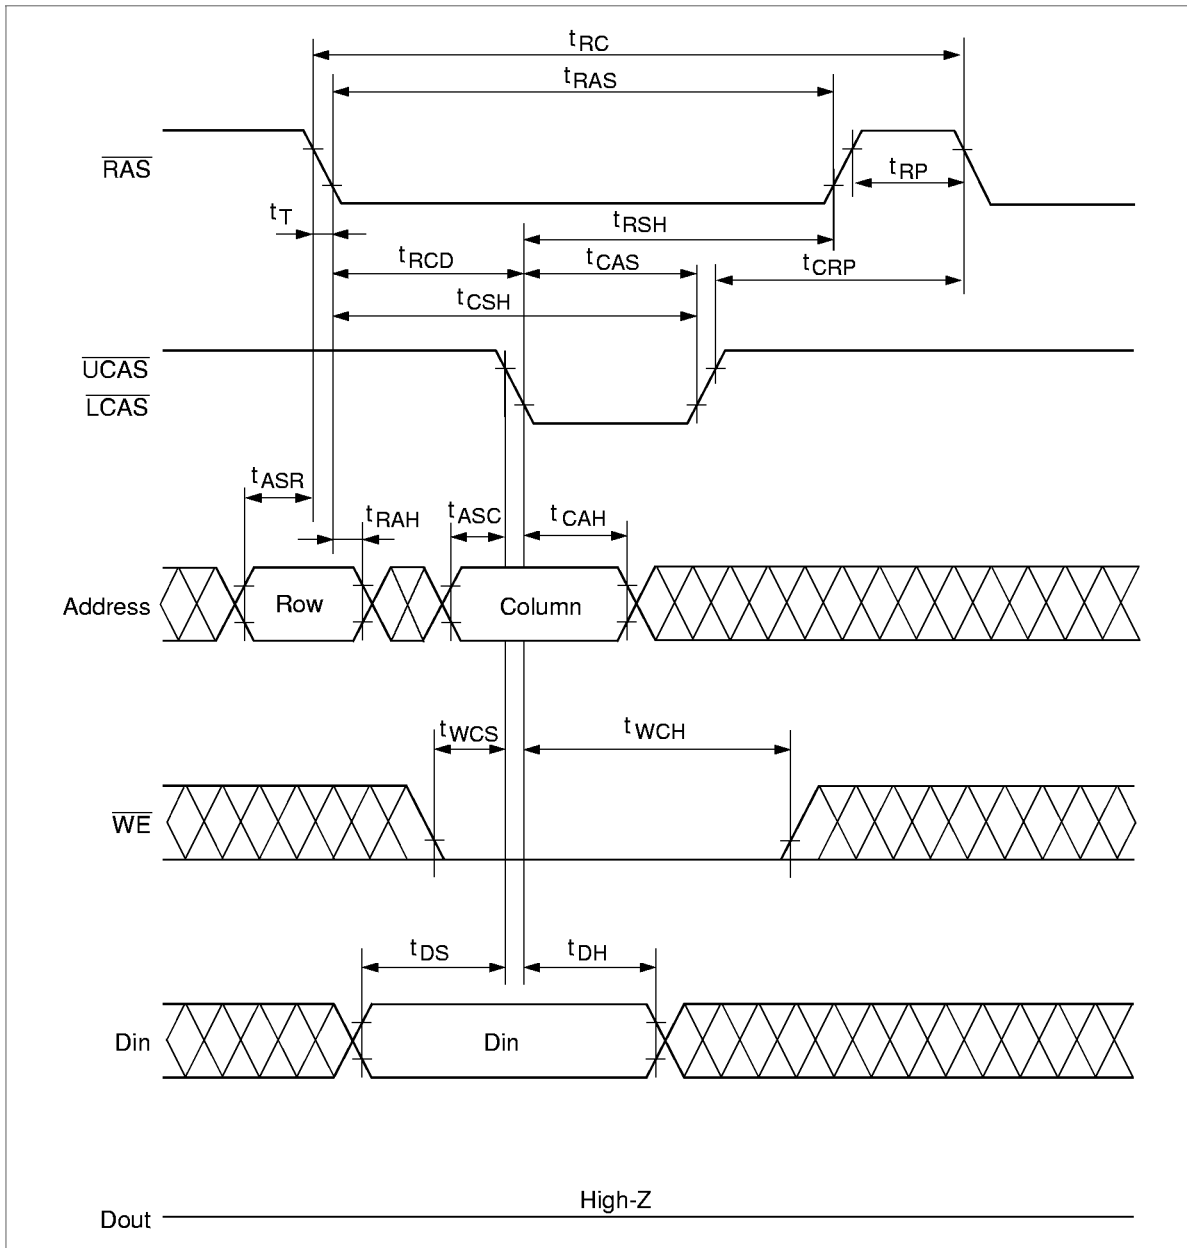 tRC
tRAS
RAS
tRP
tT
tRSH
tRCD
tCAS
tCRP
tCSH
UCAS
LCAS
tASR
tRAH
tASC
tCAH
Address
Row
Column
tWCS
tWCH
WE
tDS
tDH
Din
Din
High-Z
Dout